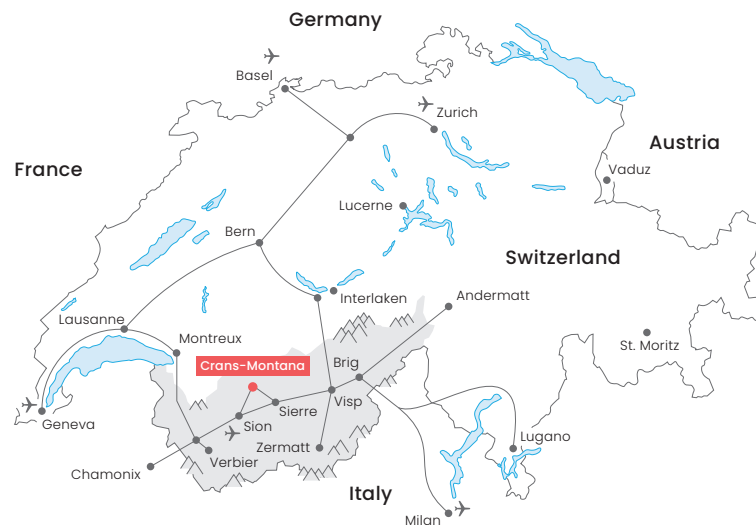 Germany
Basel
Zurich
Austria
France
Vaduz
Lucerne
Bern
Switzerland
Interlaken
Andermatt
Lausanne
Montreux
St. Moritz
Crans-Montana
Brig
Visp
Sierre
Geneva
Sion
Lugano
Zermatt
Verbier
Chamonix
Italy
Milan